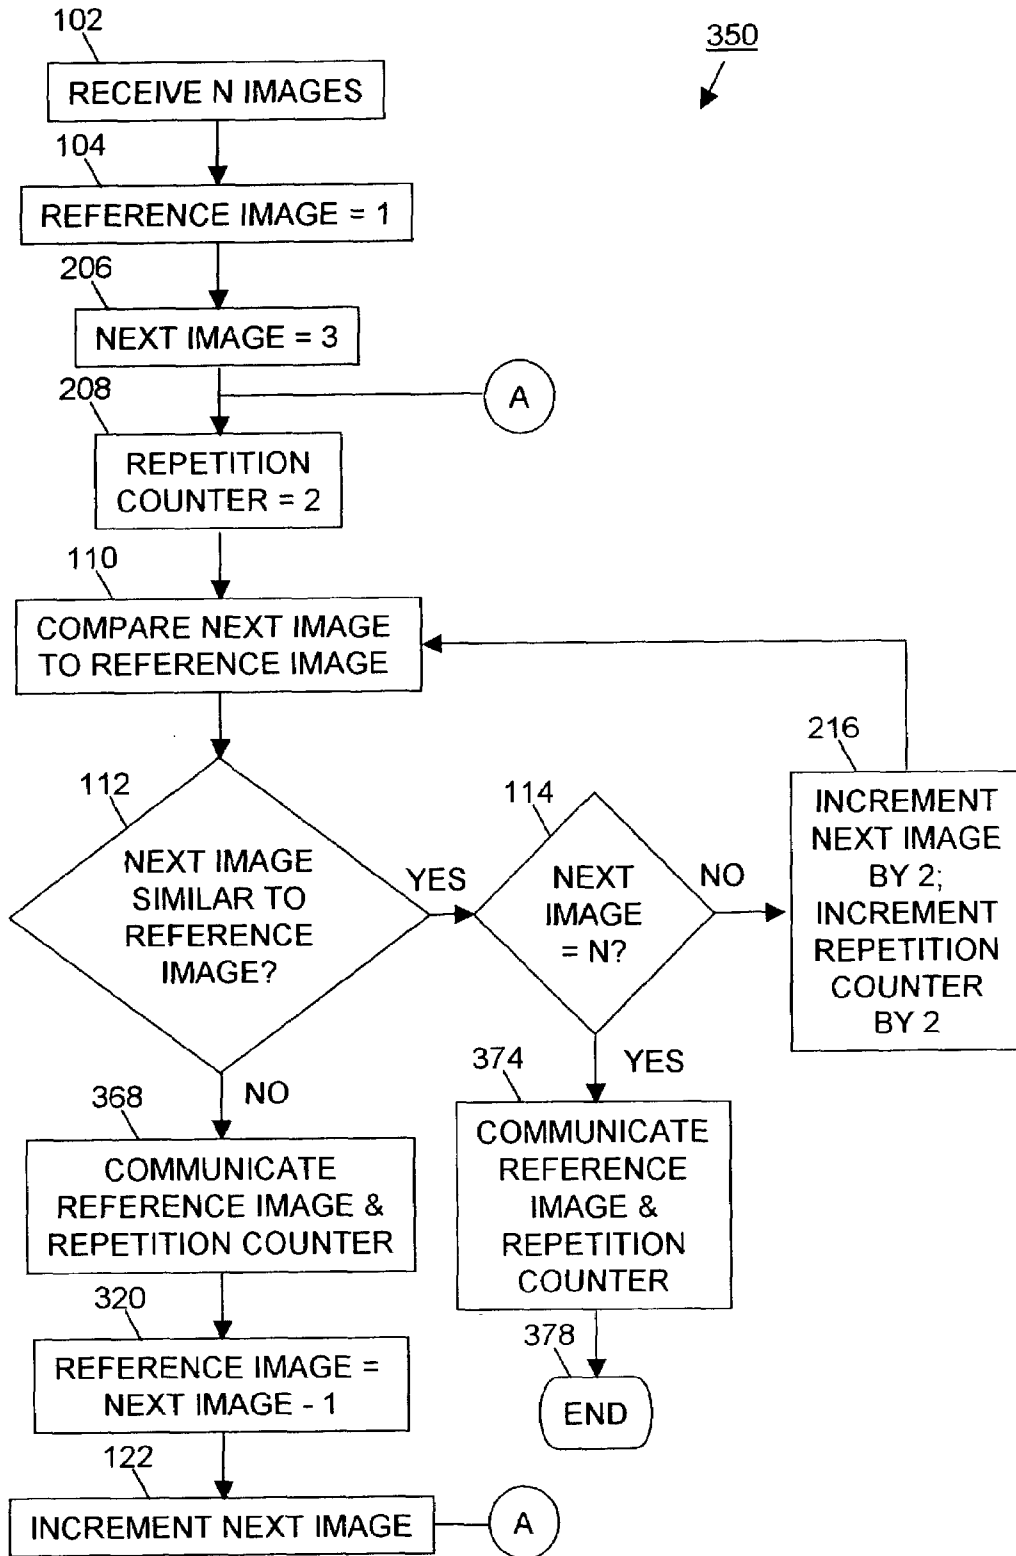 102
350
RECEIVE N IMAGES
104
REFERENCE IMAGE = 1
206
NEXT IMAGE = 3
208
A
REPETITION
COUNTER = 2
110
COMPARE NEXT IMAGE
TO REFERENCE IMAGE
112
NEXT IMAGE
SIMILAR TO
REFERENCE
IMAGE?
YES
114
NEXT
IMAGE
= N?
NO
216
INCREMENT
NEXT IMAGE
BY 2;
INCREMENT
REPETITION
COUNTER
BY 2
NO
YES
368
COMMUNICATE
REFERENCE IMAGE &
REPETITION COUNTER
374
COMMUNICATE
REFERENCE
IMAGE &
REPETITION
COUNTER
320
REFERENCE IMAGE =
NEXT IMAGE - 1
378
END
122
INCREMENT NEXT IMAGE
A